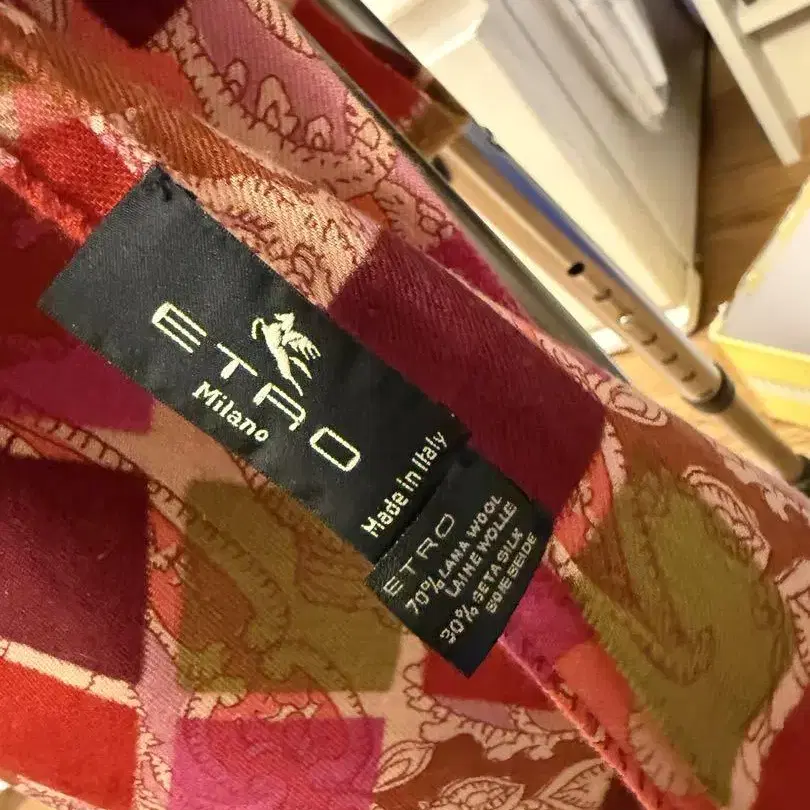 ETRO
Milano
Made in Italy
ETRO
70% LANA WOOL
LAINE WOLLE
30% SETA SILK
SOIE SEIDE